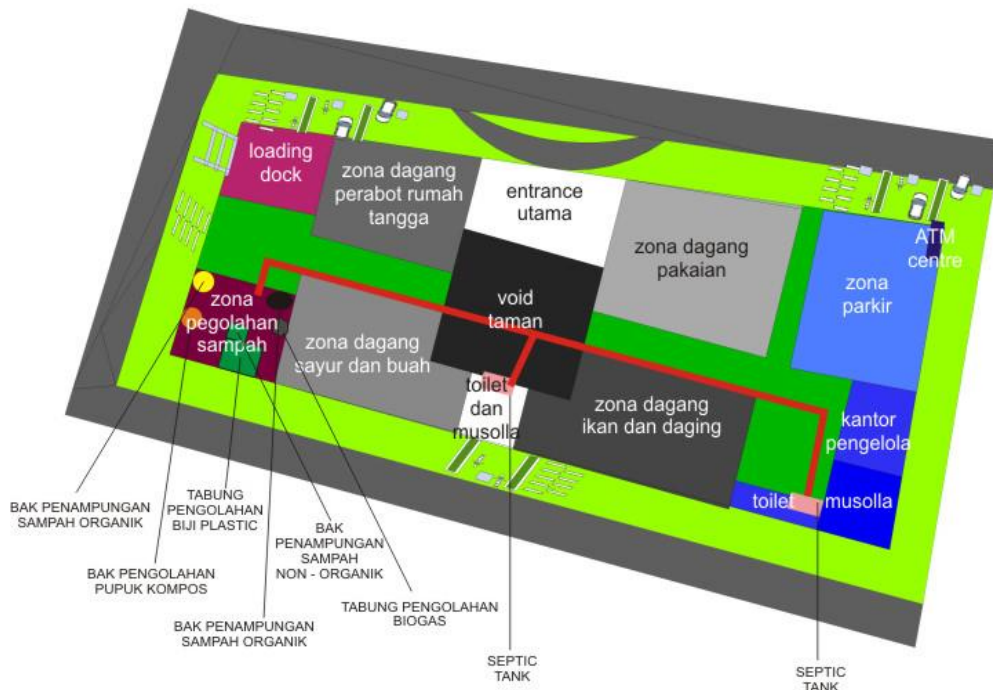 loading
dock
zona dagang
perabot rumah
tangga
entrance
utama
zona dagang
pakaian
ATM
centre
zona
parkir
zona
pegolahan
sampah
void
taman
zona dagang
sayur dan buah
toilet
dan
musolla
zona dagang
ikan dan daging
kantor
pengelola
toilet
musolla
BAK PENAMPUNGAN
SAMPAH ORGANIK
TABUNG
PENGOLAHAN
BIJI PLASTIC
BAK
PENAMPUNGAN
SAMPAH
NON - ORGANIK
BAK PENGOLAHAN
PUPUK KOMPOS
TABUNG PENGOLAHAN
BIOGAS
BAK PENAMPUNGAN
SAMPAH ORGANIK
SEPTIC
TANK
SEPTIC
TANK